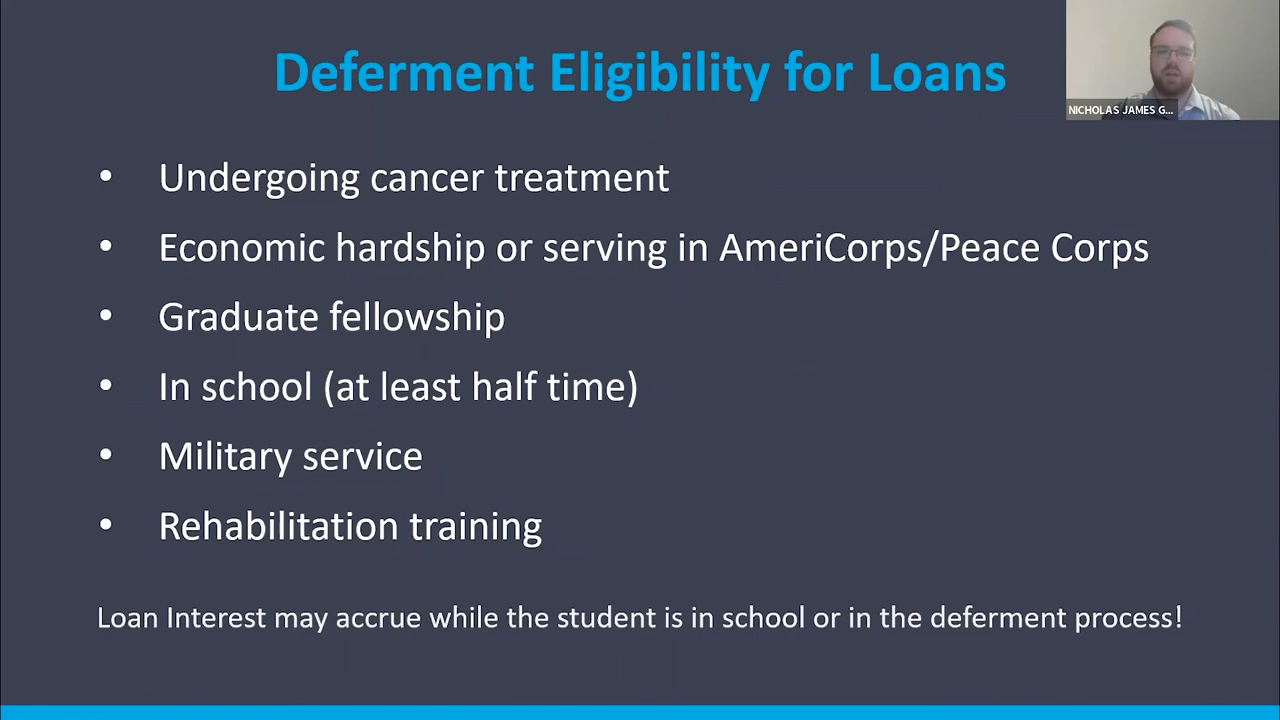 Deferment Eligibility for Loans
NICHOLAS JAMES G...
• Undergoing cancer treatment
• Economic hardship or serving in AmeriCorps/Peace Corps
• Graduate fellowship
• In school (at least half time)
• Military service
• Rehabilitation training
Loan Interest may accrue while the student is in school or in the deferment process!